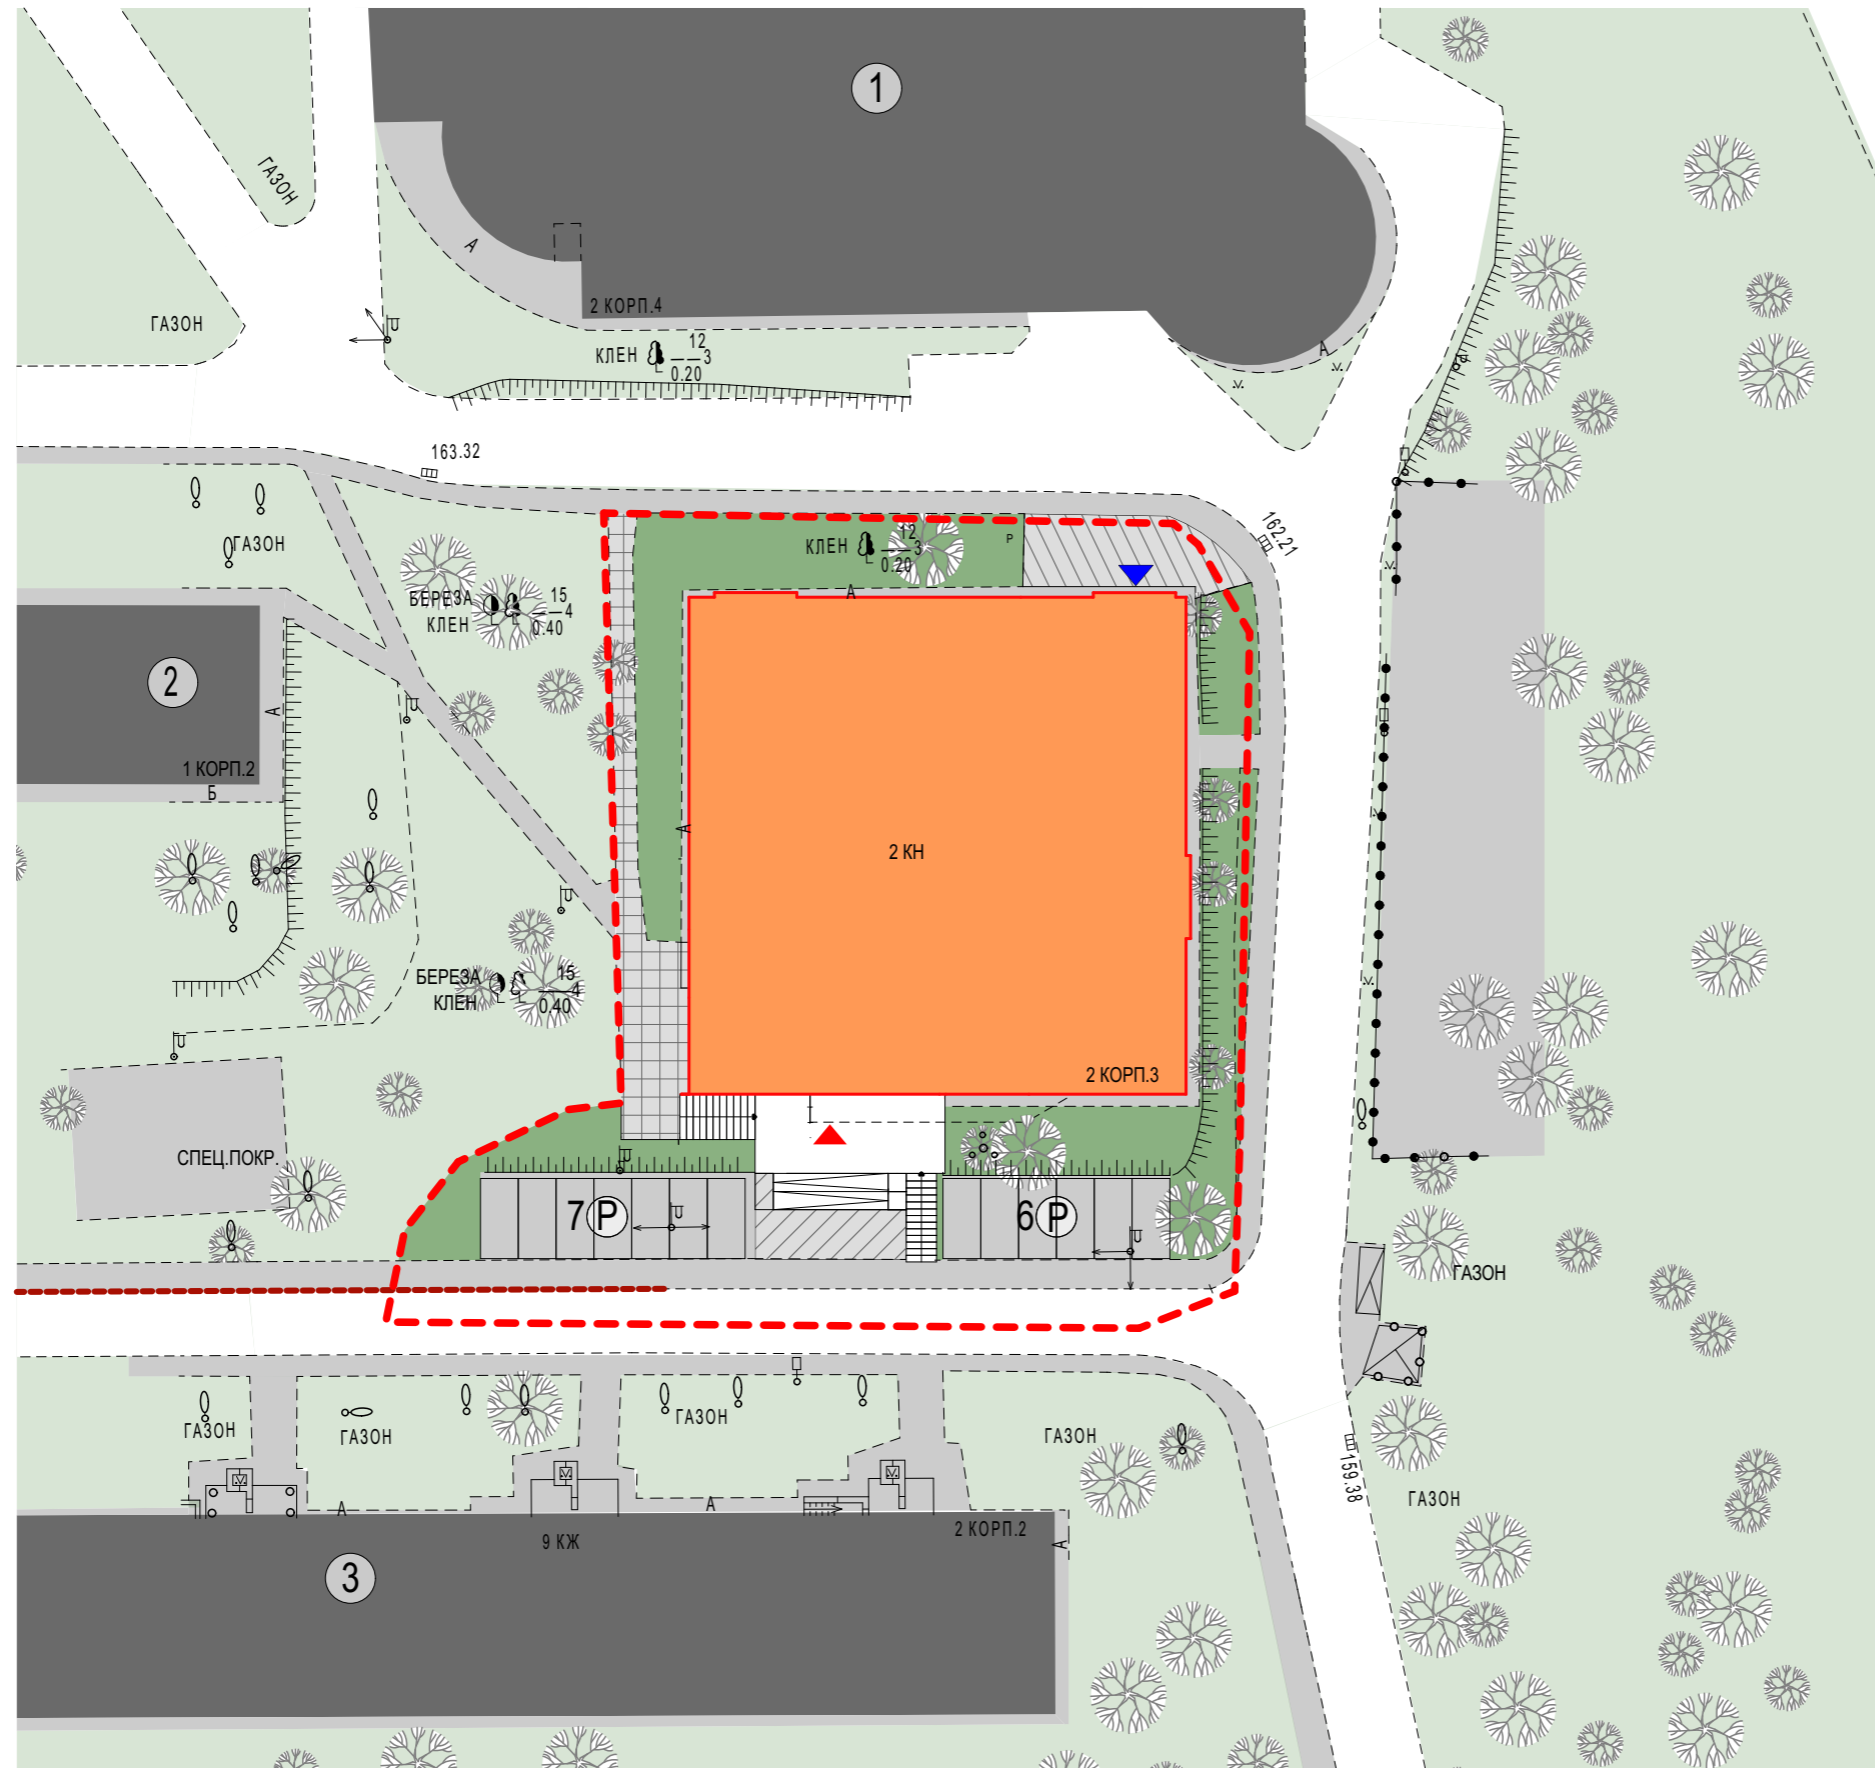 1
ГАЗОН
А
2 КОРП.4
ГАЗОН
КЛЕН
12
3
0.20
А
163.32
162.21
ГАЗОН
КЛЕН
12
3
0.20
Р
А
БЕРЕЗА
КЛЕН
15
4
0.40
2
А
1 КОРП.2
Б
А
2 КН
БЕРЕЗА
КЛЕН
15
4
0.40
2 КОРП.3
СПЕЦ.ПОКР.
7 P
6 P
ГАЗОН
ГАЗОН
ГАЗОН
ГАЗОН
ГАЗОН
159.38
ГАЗОН
А
А
9 КЖ
2 КОРП.2
А
3